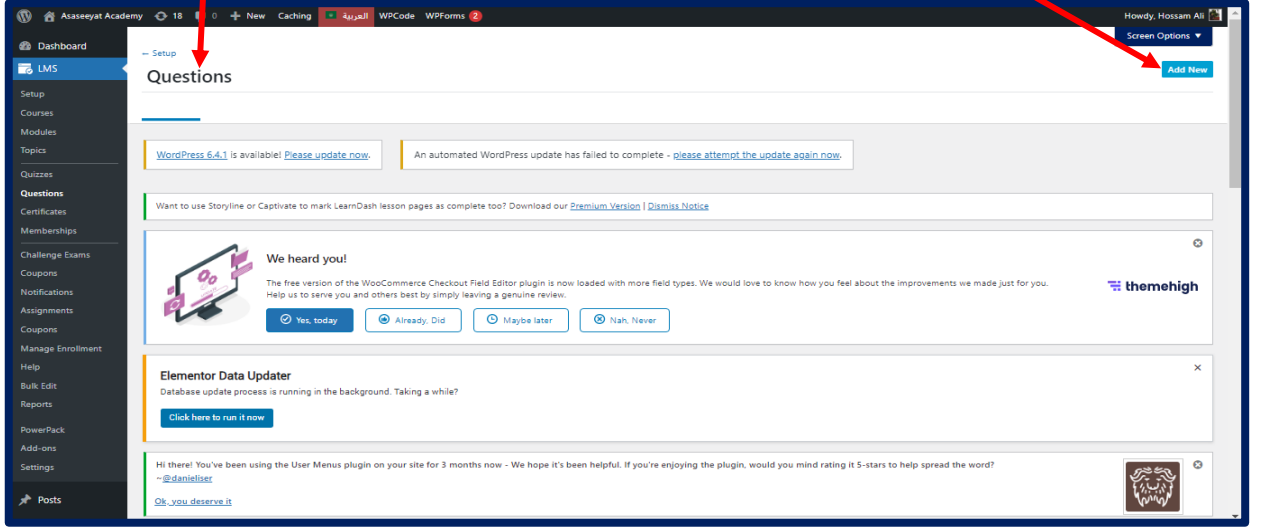 Asaseeyat Academy 18 0 + New Caching العربية WPCode WPForms 2 Howdy, Hossam Ali
Screen Options ▼
Dashboard
LMS
Setup
Courses
Modules
Topics
Quizzes
Questions
Certificates
Memberships
Challenge Exams
Coupons
Notifications
Assignments
Coupons
Manage Enrollment
Help
Bulk Edit
Reports
PowerPack
Add-ons
Settings
Posts
← Setup
Questions
Add New
WordPress 6.4.1 is available! Please update now.
An automated WordPress update has failed to complete - please attempt the update again now.
Want to use Storyline or Captivate to mark LearnDash lesson pages as complete too? Download our Premium Version | Dismiss Notice
We heard you!
The free version of the WooCommerce Checkout Field Editor plugin is now loaded with more field types. We would love to know how you feel about the improvements we made just for you.
Help us to serve you and others best by simply leaving a genuine review.
Yes, today
Already, Did
Maybe later
Nah, Never
themehigh
Elementor Data Updater
Database update process is running in the background. Taking a while?
Click here to run it now
Hi there! You've been using the User Menus plugin on your site for 3 months now - We hope it's been helpful. If you're enjoying the plugin, would you mind rating it 5-stars to help spread the word?
~@danieliser
Ok, you deserve it